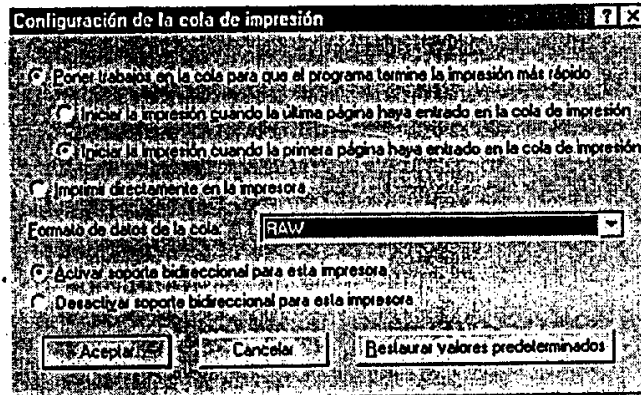 Configuración de la cola de impresión
Poner trabajos en la cola para que el programa termine la impresión más rápido
Iniciar la impresión cuando la última página haya entrado en la cola de impresión
Iniciar la impresión cuando la primera página haya entrado en la cola de impresión
Imprimir directamente en la impresora
Formato de datos de la cola: RAW
Activar soporte bidireccional para esta impresora
Desactivar soporte bidireccional para esta impresora
Aceptar Cancelar Restaurar valores predeterminados